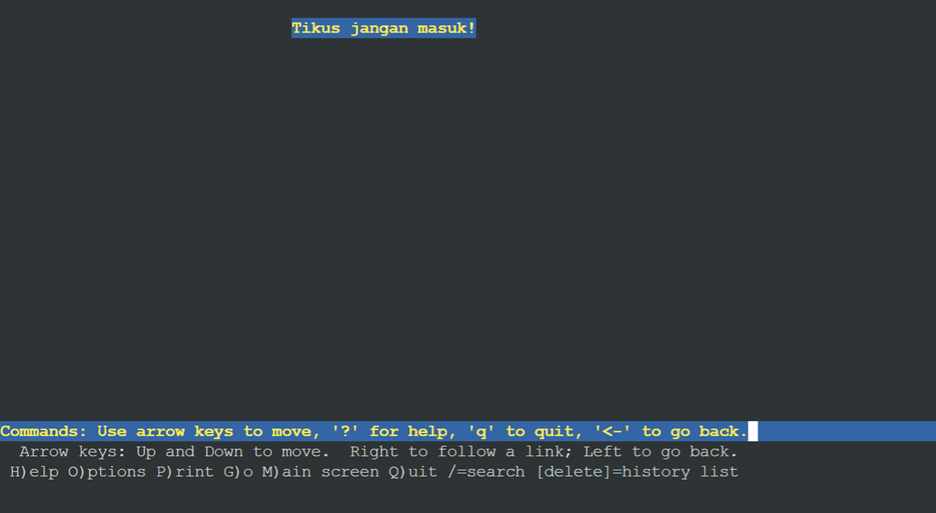 Tikus jangan masuk!
Commands: Use arrow keys to move, '?' for help, 'q' to quit, '<-' to go back.
Arrow keys: Up and Down to move.  Right to follow a link; Left to go back.
H)elp O)ptions P)rint G)o M)ain screen Q)uit /=search [delete]=history list